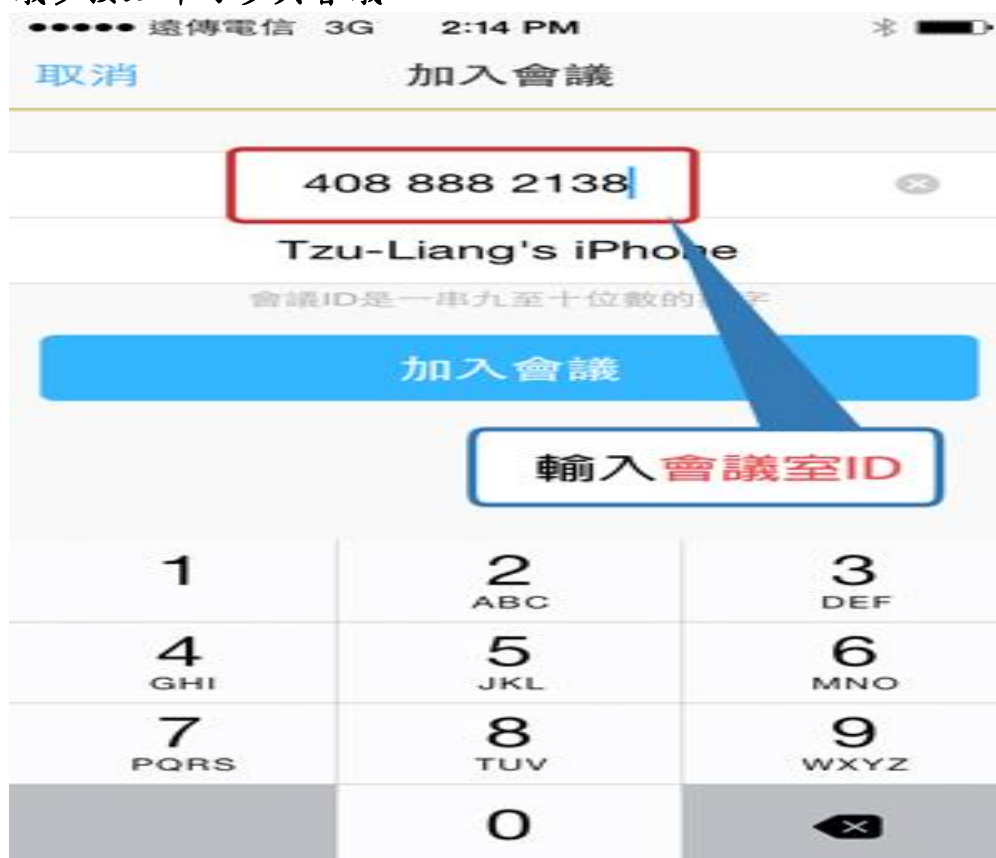 ●●●●● 遠傳電信 3G 2:14 PM
取消 加入會議
408 888 2138
Tzu-Liang's iPhone
會議ID是一串九至十位數的 字
加入會議
輸入會議室ID
1 2 3
ABC DEF
4 5 6
GHI JKL MNO
7 8 9
PQRS TUV WXYZ
0